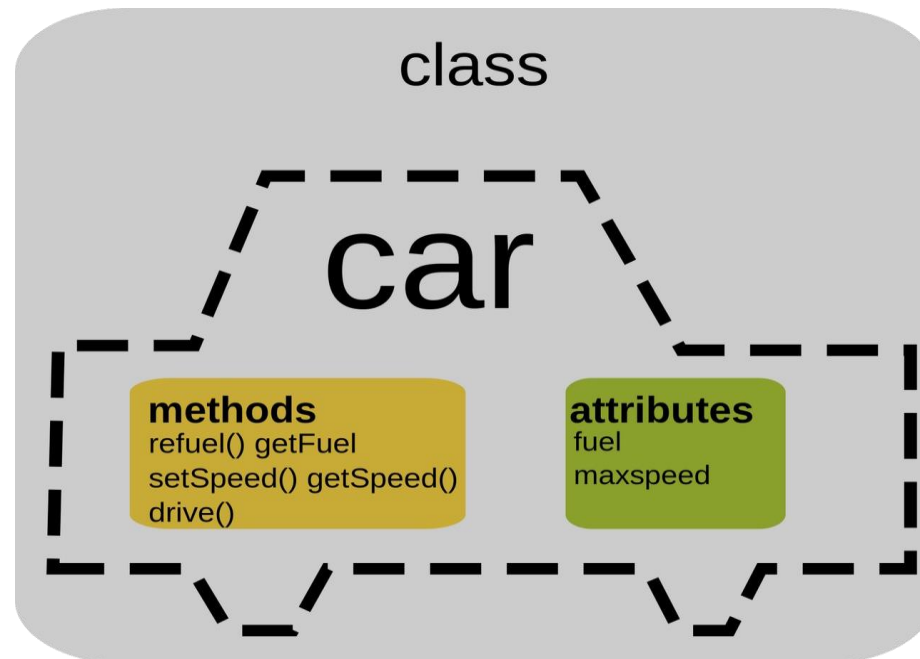 class
car
methods
refuel() getFuel
setSpeed() getSpeed()
drive()
attributes
fuel
maxspeed